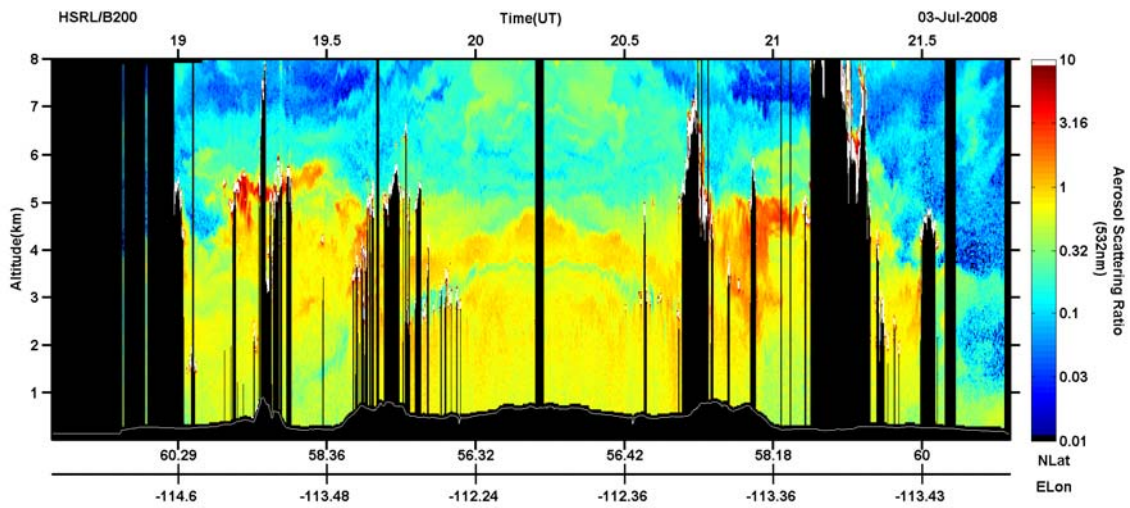 HSRL/B200 Time(UT) 03-Jul-2008
19 19.5 20 20.5 21 21.5
8 10
7
6 3.16
5 1
4 0.32
3
2 0.1
1 0.03
0.01
Altitude(km)
Aerosol Scattering Ratio
(532nm)
60.29 58.36 56.32 56.42 58.18 60 NLat
-114.6 -113.48 -112.24 -112.36 -113.36 -113.43 ELon